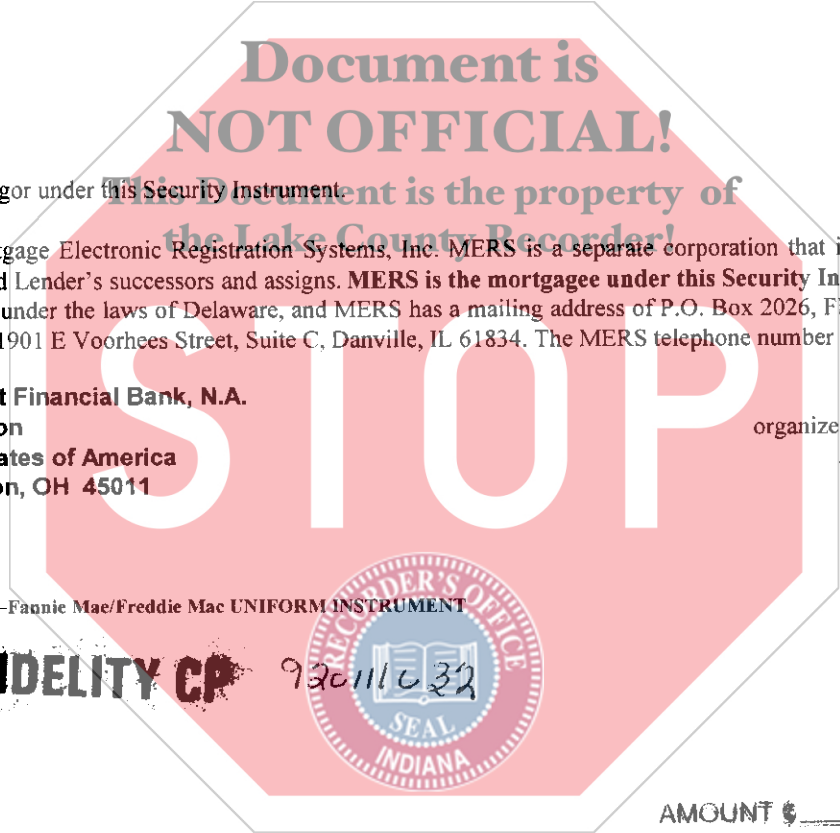 Document is
NOT OFFICIAL!
This Document is the property of
the Lake County Recorder!
gor under this Security Instrument.
tgage Electronic Registration Systems, Inc. MERS is a separate corporation that i
d Lender's successors and assigns. MERS is the mortgagee under this Security In
under the laws of Delaware, and MERS has a mailing address of P.O. Box 2026, F
1901 E Voorhees Street, Suite C, Danville, IL 61834. The MERS telephone number
STOP
t Financial Bank, N.A.
on organize
ates of America
on, OH 45011
–Fannie Mae/Freddie Mac UNIFORM INSTRUMENT
IDELITY CP
RECORDER'S OFFICE
SEAL
INDIANA
AMOUNT $